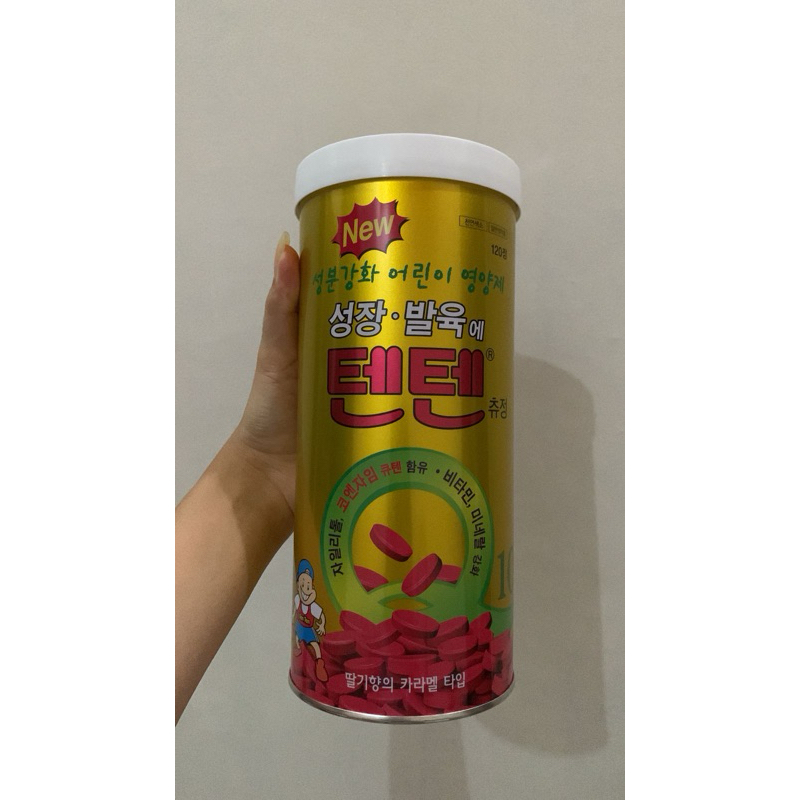 New
120정
성분강화 어린이 영양제
성장·발육에
텐텐®
츄정
자일리톨, 코엔자임 큐텐 함유 · 비타민, 미네랄 강화
10
딸기향의 카라멜 타입